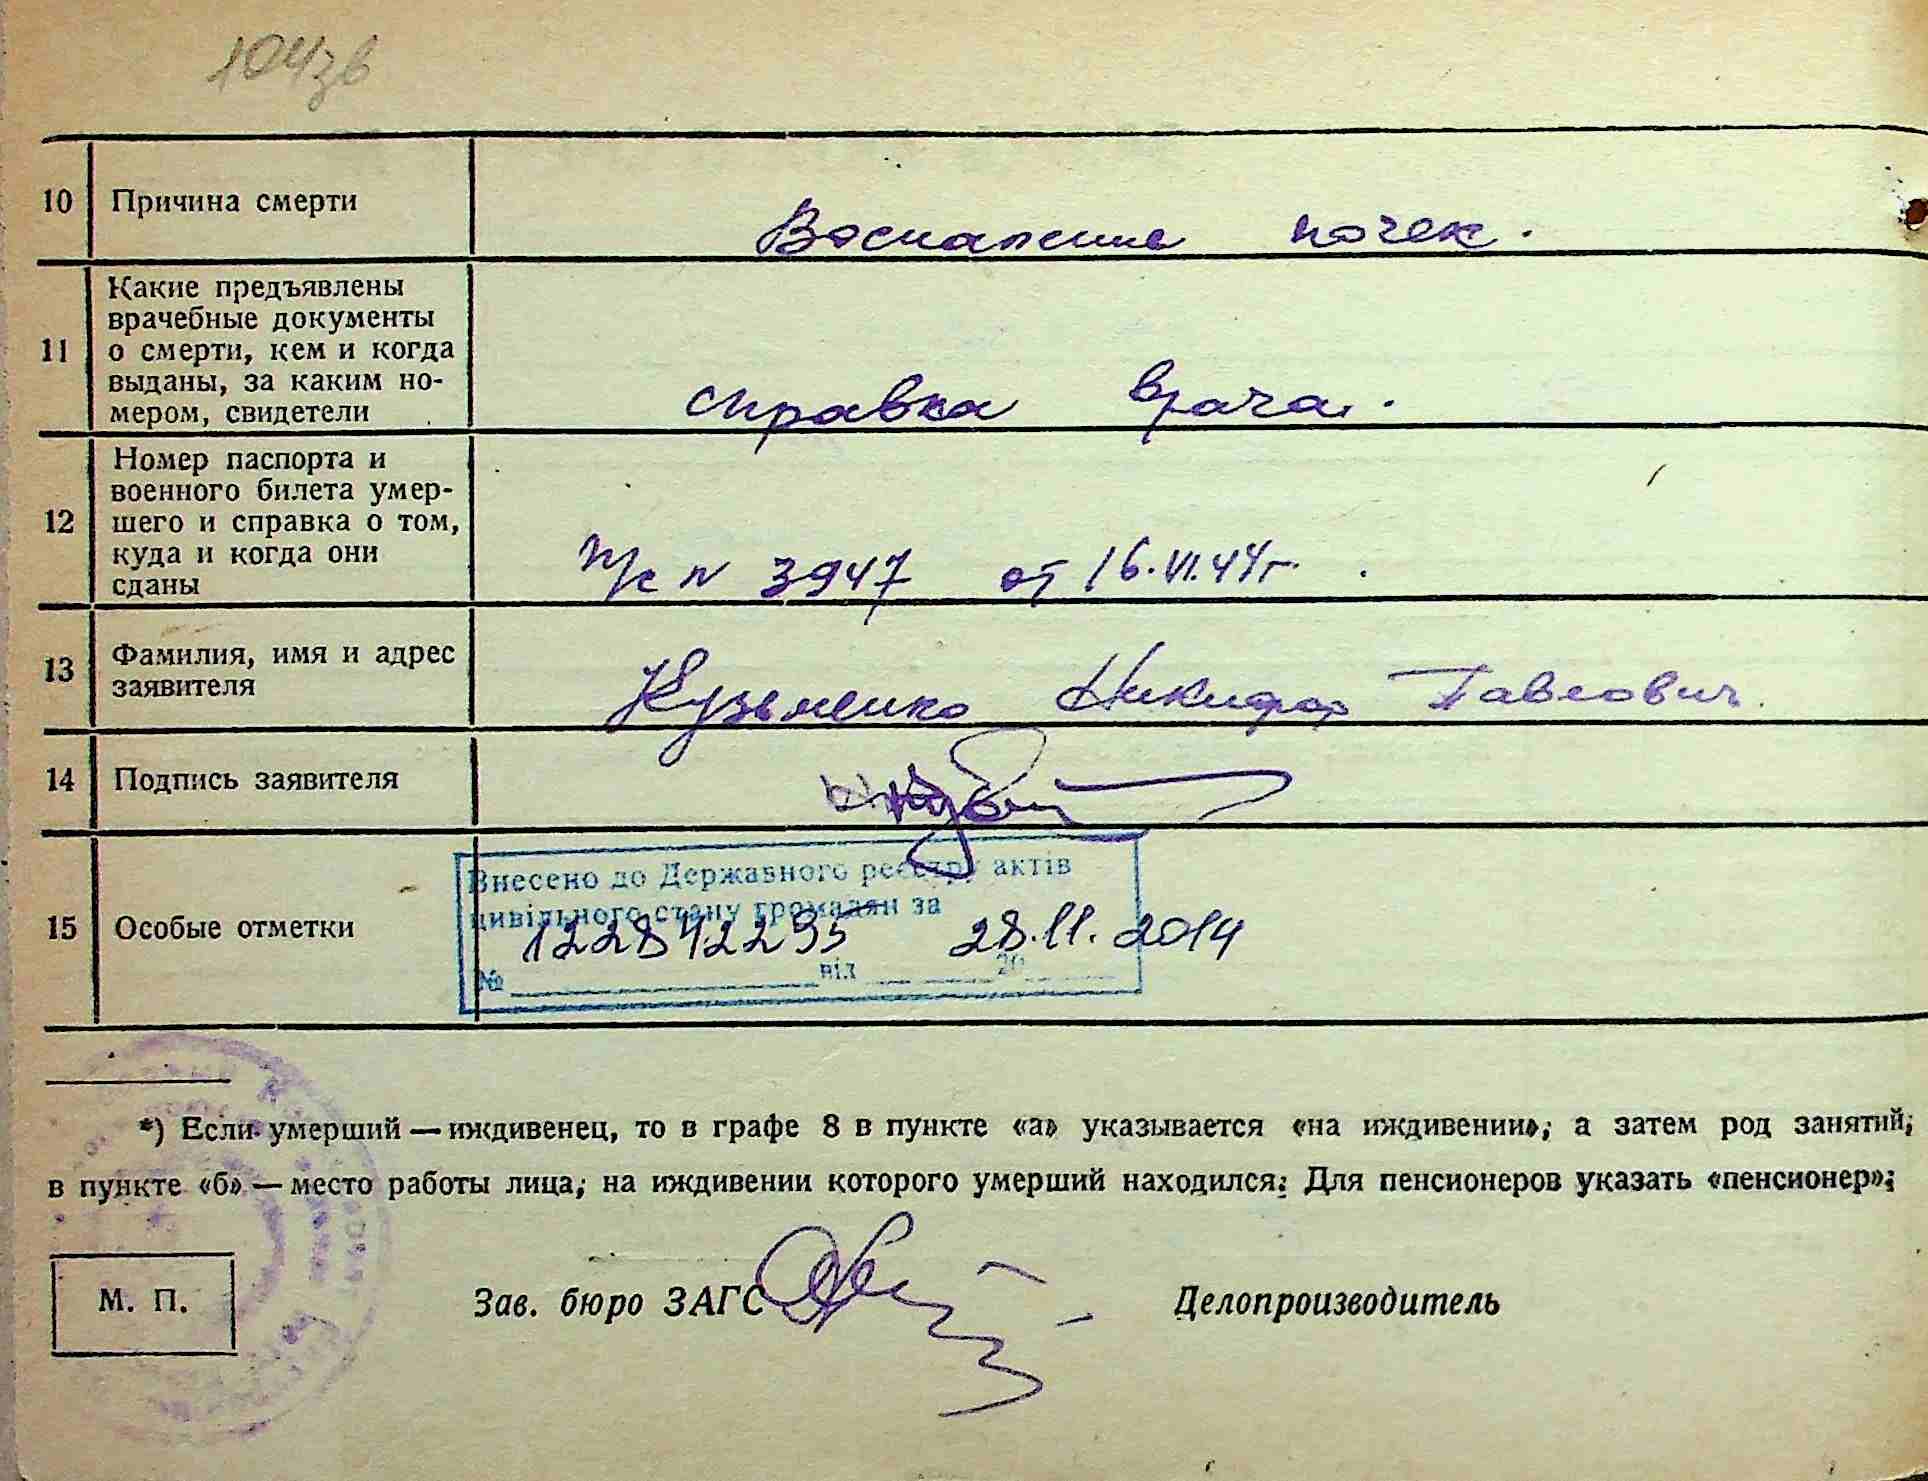 104зв
10 Причина смерти
Воспаление почек.
11 Какие предъявлены
врачебные документы
о смерти, кем и когда
выданы, за каким но-
мером, свидетели
справка врача.
12 Номер паспорта и
военного билета умер-
шего и справка о том,
куда и когда они
сданы
п/с N 3947 от 16.VI.44г.
13 Фамилия, имя и адрес
заявителя
Кузьменко Никифор Павлович.
14 Подпись заявителя
15 Особые отметки
Внесено до Державного реєстру актів
цивільного стану громадян за
№ 122842295 від 28.11.2014
20
*) Если умерший — иждивенец, то в графе 8 в пункте «а» указывается «на иждивении»; а затем род занятий;
в пункте «б» — место работы лица; на иждивении которого умерший находился; Для пенсионеров указать «пенсионер»;
М. П.
Зав. бюро ЗАГС
Делопроизводитель